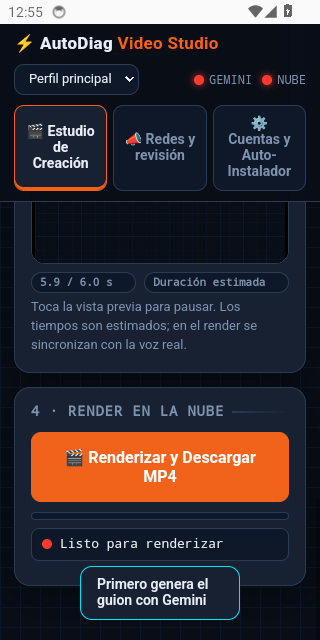 12:55
⚡ AutoDiag Video Studio
Perfil principal
GEMINI
NUBE
🎬 Estudio
de
Creación
📣 Redes y
revisión
⚙️
Cuentas y
Auto-
Instalador
5.9 / 6.0 s
Duración estimada
Toca la vista previa para pausar. Los
tiempos son estimados; en el render se
sincronizan con la voz real.
4 · RENDER EN LA NUBE
🎬 Renderizar y Descargar
MP4
Listo para renderizar
Primero genera el
guion con Gemini